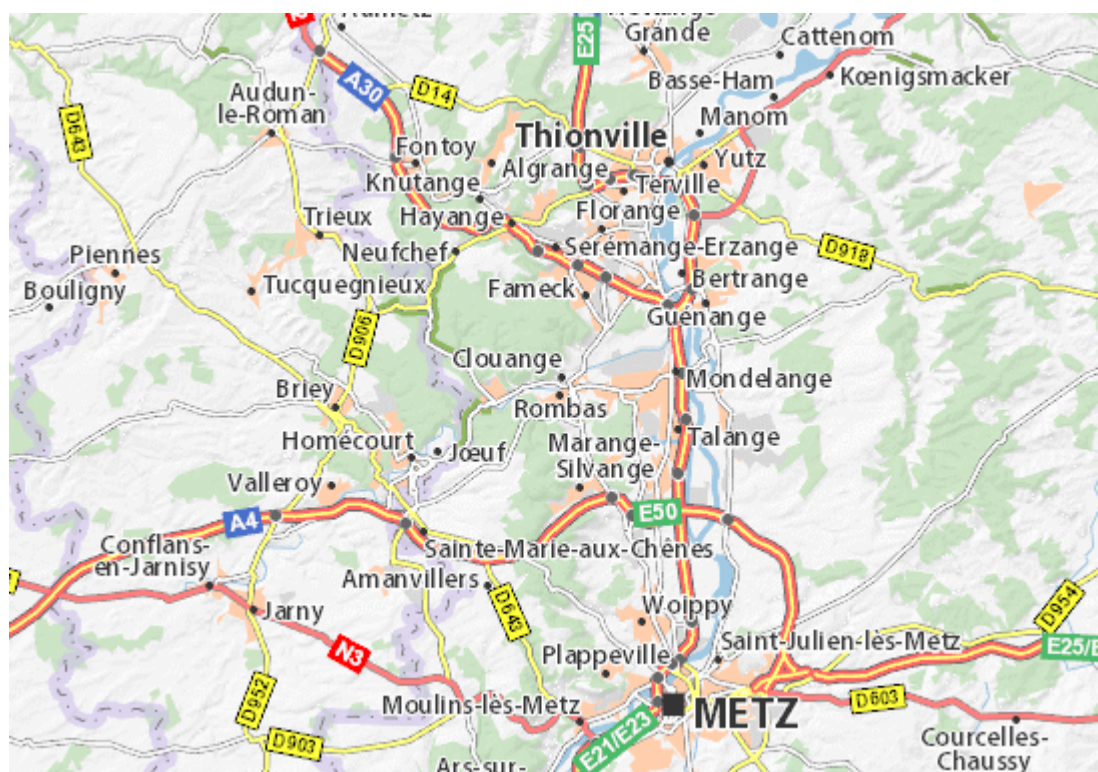 Aumetz
E25
Grande
Cattenom
A30
Basse-Ham
Kœnigsmacker
Audun-
le-Roman
D14
Manom
D643
Thionville
Fontoy
Algrange
Yutz
Knutange
Terville
Trieux
Hayange
Florange
Piennes
Neufchef
Serémange-Erzange
D918
Bouligny
Tucquegnieux
Fameck
Bertrange
Guénange
D906
Clouange
Briey
Mondelange
Rombas
Homécourt
Jœuf
Marange-
Silvange
Talange
Valleroy
A4
E50
Conflans-
en-Jarnisy
Sainte-Marie-aux-Chênes
Amanvillers
Jarny
D643
Woippy
D954
N3
Saint-Julien-lès-Metz
E25/E
Plappeville
D952
Moulins-lès-Metz
METZ
D603
D903
E21/E23
Courcelles-
Chaussy
Ars-sur-